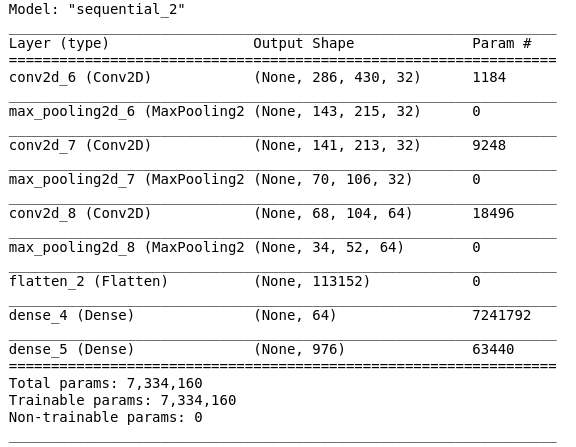 Model: "sequential_2"
Layer (type) Output Shape Param #
conv2d_6 (Conv2D) (None, 286, 430, 32) 1184
max_pooling2d_6 (MaxPooling2 (None, 143, 215, 32) 0
conv2d_7 (Conv2D) (None, 141, 213, 32) 9248
max_pooling2d_7 (MaxPooling2 (None, 70, 106, 32) 0
conv2d_8 (Conv2D) (None, 68, 104, 64) 18496
max_pooling2d_8 (MaxPooling2 (None, 34, 52, 64) 0
flatten_2 (Flatten) (None, 113152) 0
dense_4 (Dense) (None, 64) 7241792
dense_5 (Dense) (None, 976) 63440
Total params: 7,334,160
Trainable params: 7,334,160
Non-trainable params: 0